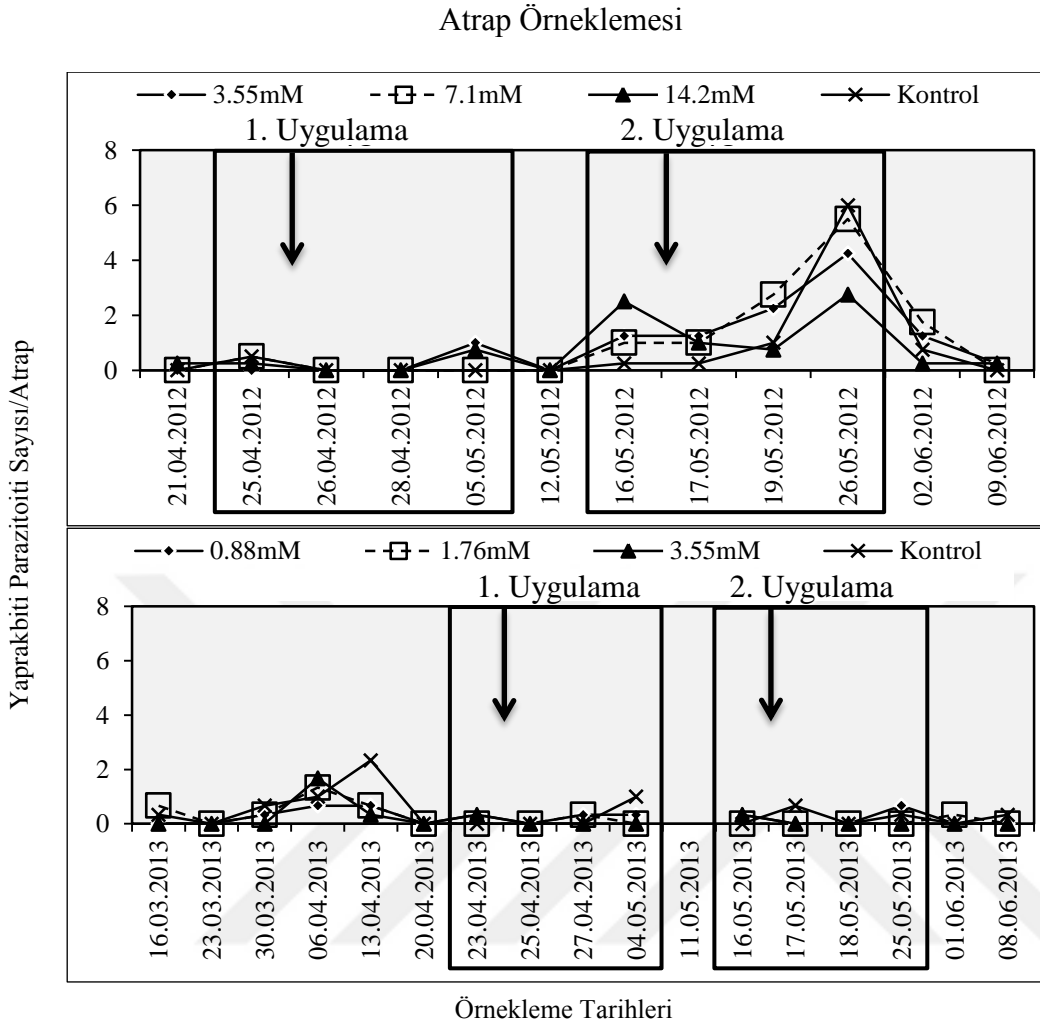 Atrap Örneklemesi
Yaprakbiti Parazitoiti Sayısı/Atrap
3.55mM 7.1mM 14.2mM Kontrol
1. Uygulama 2. Uygulama
8
6
4
2
0
21.04.2012 25.04.2012 26.04.2012 28.04.2012 05.05.2012 12.05.2012 16.05.2012 17.05.2012 19.05.2012 26.05.2012 02.06.2012 09.06.2012
0.88mM 1.76mM 3.55mM Kontrol
1. Uygulama 2. Uygulama
8
6
4
2
0
16.03.2013 23.03.2013 30.03.2013 06.04.2013 13.04.2013 20.04.2013 23.04.2013 25.04.2013 27.04.2013 04.05.2013 11.05.2013 16.05.2013 17.05.2013 18.05.2013 25.05.2013 01.06.2013 08.06.2013
Örnekleme Tarihleri